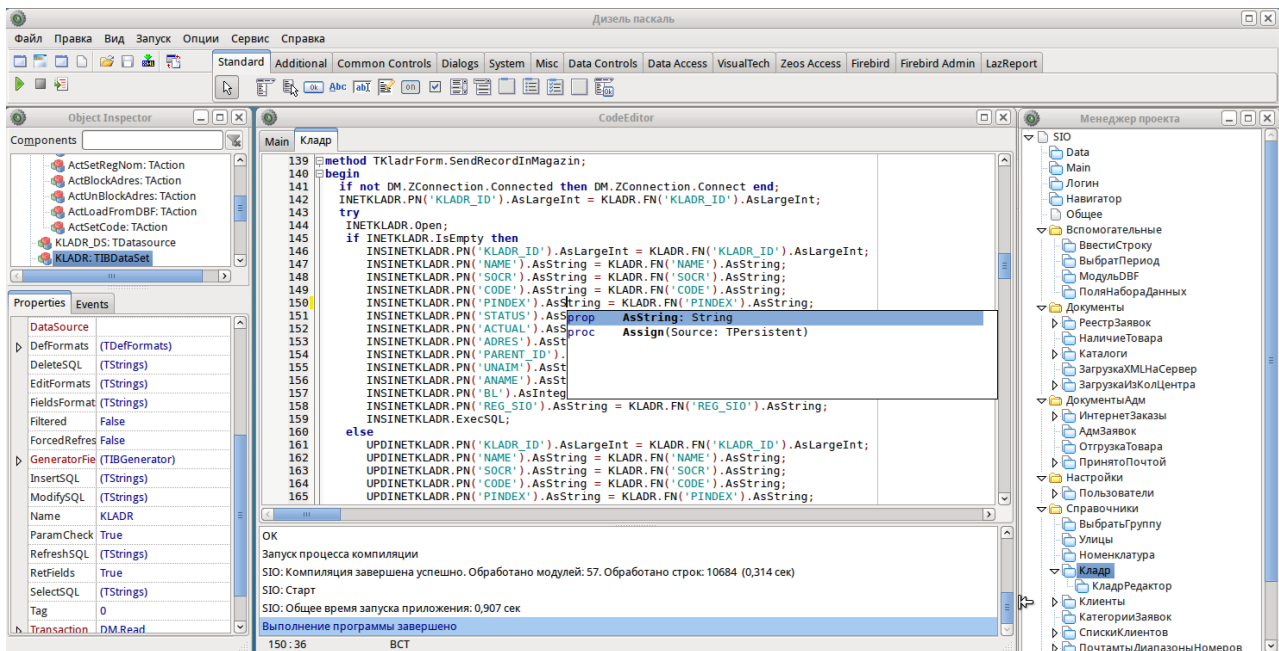 Дизель паскаль
Файл Правка Вид Запуск Опции Сервис Справка
Standard Additional Common Controls Dialogs System Misc Data Controls Data Access VisualTech Zeos Access Firebird Firebird Admin LazReport
Ok Abc abI on Ok
Object Inspector
Components
ActSetRegNom: TAction
ActBlockAdres: TAction
ActUnBlockAdres: TAction
ActLoadFromDBF: TAction
ActSetCode: TAction
KLADR_DS: TDatasource
KLADR: TIBDataSet
Properties Events
DataSource
DefFormats (TDefFormats)
DeleteSQL (TStrings)
EditFormats (TStrings)
FieldsFormat (TStrings)
Filtered False
ForcedRefres False
GeneratorFie (TIBGenerator)
InsertSQL (TStrings)
ModifySQL (TStrings)
Name KLADR
ParamCheck True
RefreshSQL (TStrings)
RetFields True
SelectSQL (TStrings)
Tag 0
Transaction DM.Read
CodeEditor
Main Кладр
139 method TKladrForm.SendRecordInMagazin;
140 begin
141 if not DM.ZConnection.Connected then DM.ZConnection.Connect end;
142 INETKLADR.PN('KLADR_ID').AsLargeInt = KLADR.FN('KLADR_ID').AsLargeInt;
143 try
144 INETKLADR.Open;
145 if INETKLADR.IsEmpty then
146 INSINETKLADR.PN('KLADR_ID').AsLargeInt = KLADR.FN('KLADR_ID').AsLargeInt;
147 INSINETKLADR.PN('NAME').AsString = KLADR.FN('NAME').AsString;
148 INSINETKLADR.PN('SOCR').AsString = KLADR.FN('SOCR').AsString;
149 INSINETKLADR.PN('CODE').AsString = KLADR.FN('CODE').AsString;
150 INSINETKLADR.PN('PINDEX').AsString = KLADR.FN('PINDEX').AsString;
151 INSINETKLADR.PN('STATUS').AsS
152 INSINETKLADR.PN('ACTUAL').AsS
153 INSINETKLADR.PN('ADRES').AsSt
154 INSINETKLADR.PN('PARENT_ID').
155 INSINETKLADR.PN('UNAIM').AsSt
156 INSINETKLADR.PN('ANAME').AsSt
157 INSINETKLADR.PN('BL').AsInteg
158 INSINETKLADR.PN('REG_SIO').AsString = KLADR.FN('REG_SIO').AsString;
159 INSINETKLADR.ExecSQL;
160 else
161 UPDINETKLADR.PN('KLADR_ID').AsLargeInt = KLADR.FN('KLADR_ID').AsLargeInt;
162 UPDINETKLADR.PN('NAME').AsString = KLADR.FN('NAME').AsString;
163 UPDINETKLADR.PN('SOCR').AsString = KLADR.FN('SOCR').AsString;
164 UPDINETKLADR.PN('CODE').AsString = KLADR.FN('CODE').AsString;
165 UPDINETKLADR.PN('PINDEX').AsString = KLADR.FN('PINDEX').AsString;
prop AsString: String
proc Assign(Source: TPersistent)
OK
Запуск процесса компиляции
SIO: Компиляция завершена успешно. Обработано модулей: 57. Обработано строк: 10684 (0,314 сек)
SIO: Старт
SIO: Общее время запуска приложения: 0,907 сек
Выполнение программы завершено
150:36 ВСТ
Менеджер проекта
SIO
Data
Main
Логин
Навигатор
Общее
Вспомогательные
ВвестиСтроку
ВыбратПериод
МодульDBF
ПоляНабораДанных
Документы
РеестрЗаявок
НаличиеТовара
Каталоги
ЗагрузкаXMLНаСервер
ЗагрузкаИзКолЦентра
ДокументыАдм
ИнтернетЗаказы
АдмЗаявок
ОтгрузкаТовара
ПринятоПочтой
Настройки
Пользователи
Справочники
ВыбратьГруппу
Улицы
Номенклатура
Кладр
КладрРедактор
Клиенты
КатегорииЗаявок
СпискиКлиентов
ПочтамтыДиапазоныНомеров